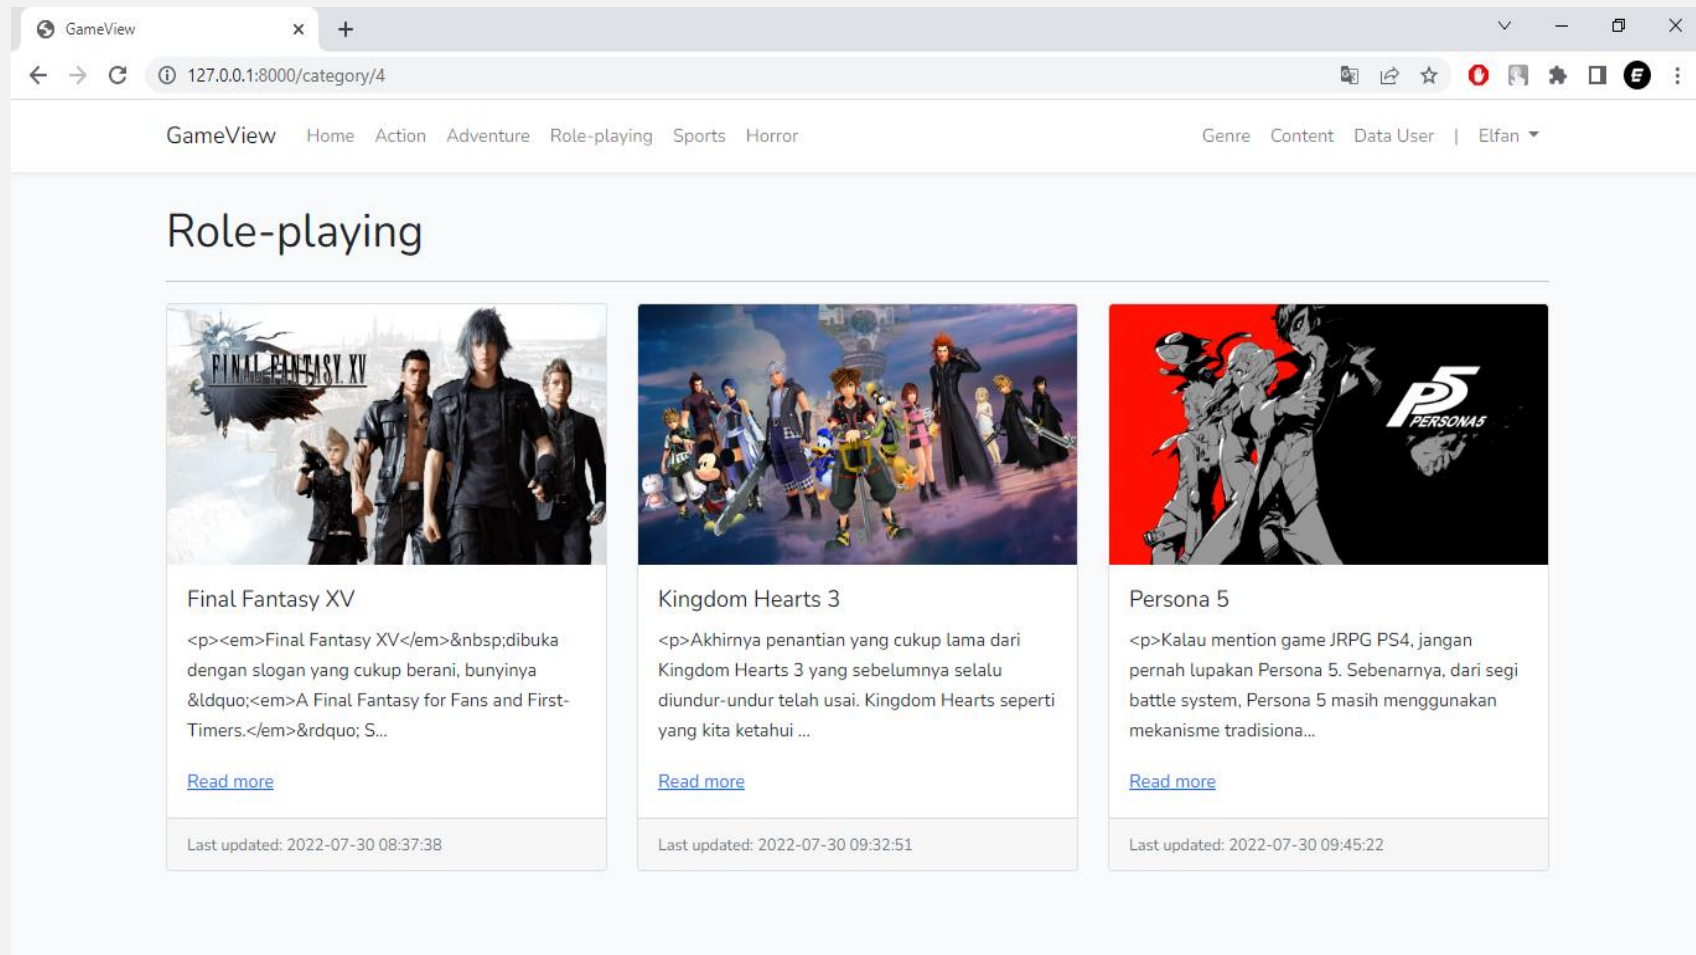 GameView
127.0.0.1:8000/category/4
GameView Home Action Adventure Role-playing Sports Horror Genre Content Data User | Elfan
Role-playing
FINAL FANTASY XV
P5
PERSONA5
Final Fantasy XV
<p><em>Final Fantasy XV</em>&nbsp;dibuka
dengan slogan yang cukup berani, bunyinya
&ldquo;<em>A Final Fantasy for Fans and First-
Timers.</em>&rdquo; S...
Read more
Last updated: 2022-07-30 08:37:38
Kingdom Hearts 3
<p>Akhirnya penantian yang cukup lama dari
Kingdom Hearts 3 yang sebelumnya selalu
diundur-undur telah usai. Kingdom Hearts seperti
yang kita ketahui ...
Read more
Last updated: 2022-07-30 09:32:51
Persona 5
<p>Kalau mention game JRPG PS4, jangan
pernah lupakan Persona 5. Sebenarnya, dari segi
battle system, Persona 5 masih menggunakan
mekanisme tradisiona...
Read more
Last updated: 2022-07-30 09:45:22